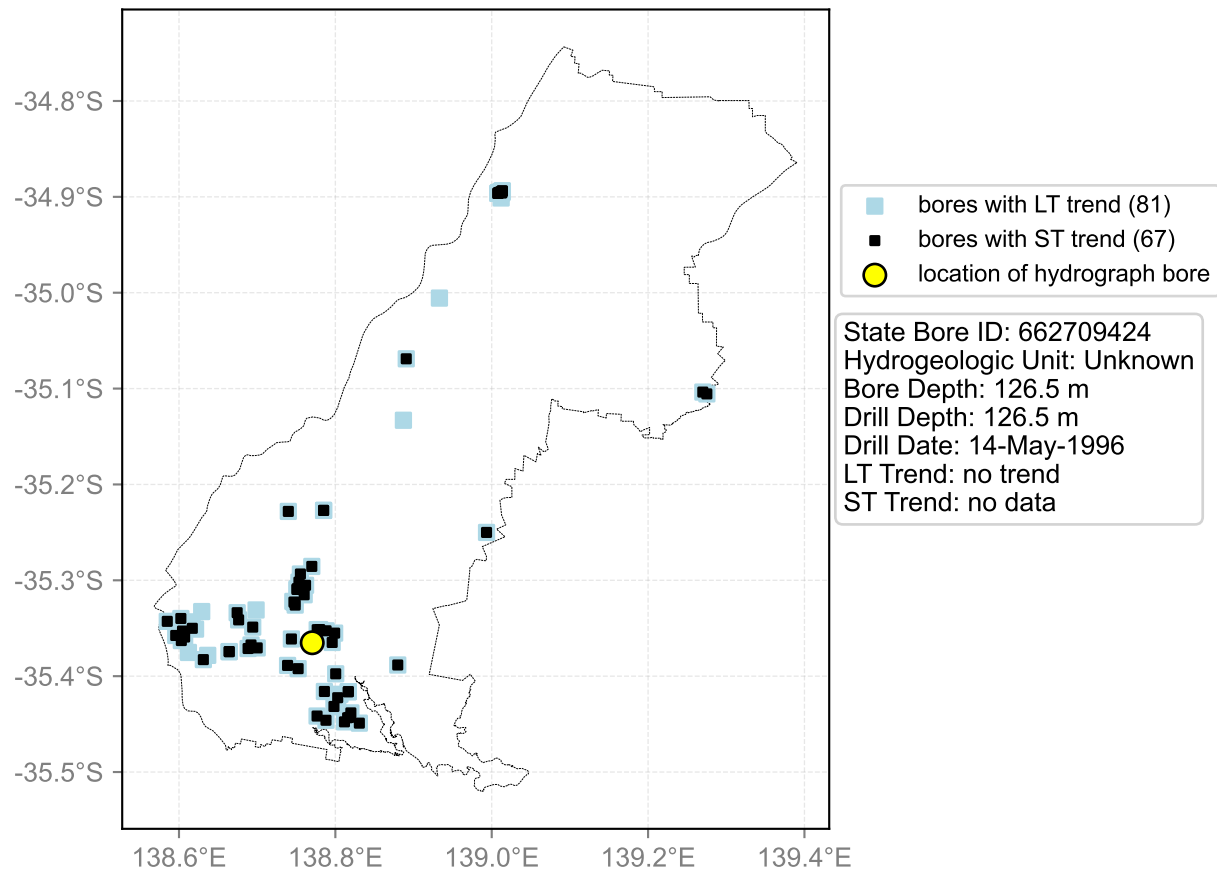 -34.8°S
-34.9°S
-35.0°S
-35.1°S
-35.2°S
-35.3°S
-35.4°S
-35.5°S
138.6°E
138.8°E
139.0°E
139.2°E
139.4°E
bores with LT trend (81)
bores with ST trend (67)
location of hydrograph bore
State Bore ID: 662709424
Hydrogeologic Unit: Unknown
Bore Depth: 126.5 m
Drill Depth: 126.5 m
Drill Date: 14-May-1996
LT Trend: no trend
ST Trend: no data